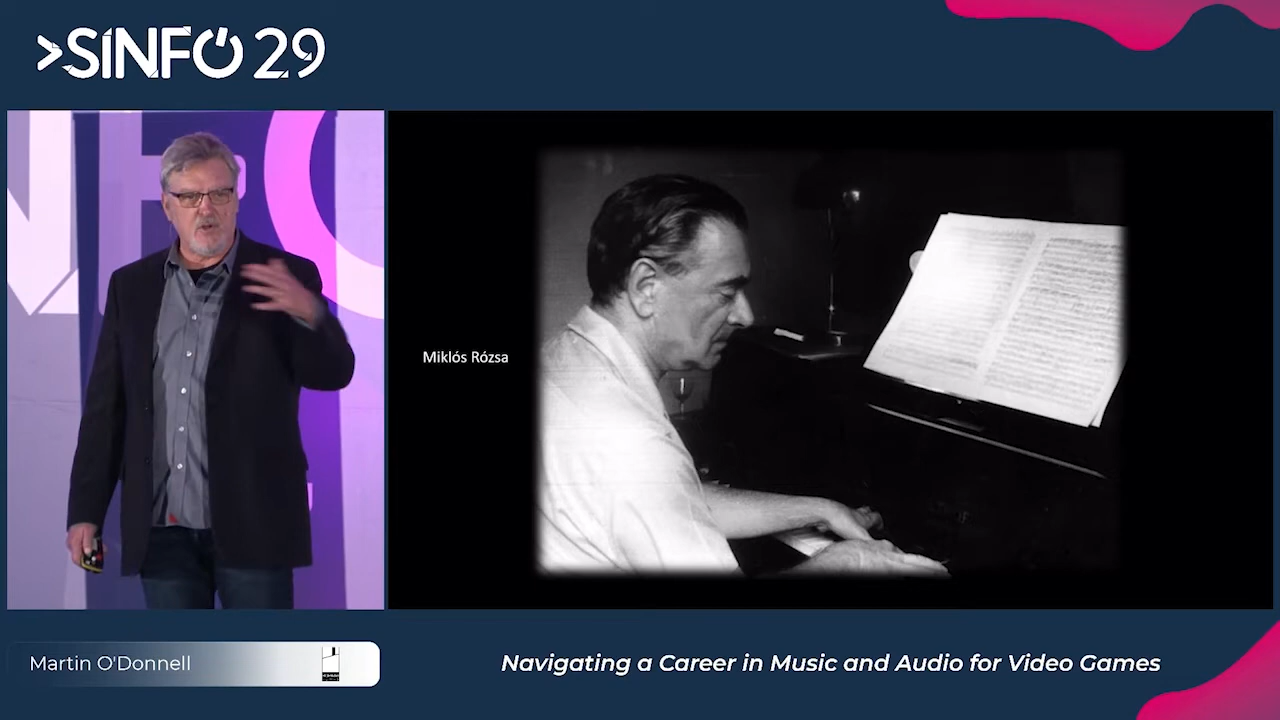 >SINFO 29
Miklós Rózsa
Martin O'Donnell
Navigating a Career in Music and Audio for Video Games